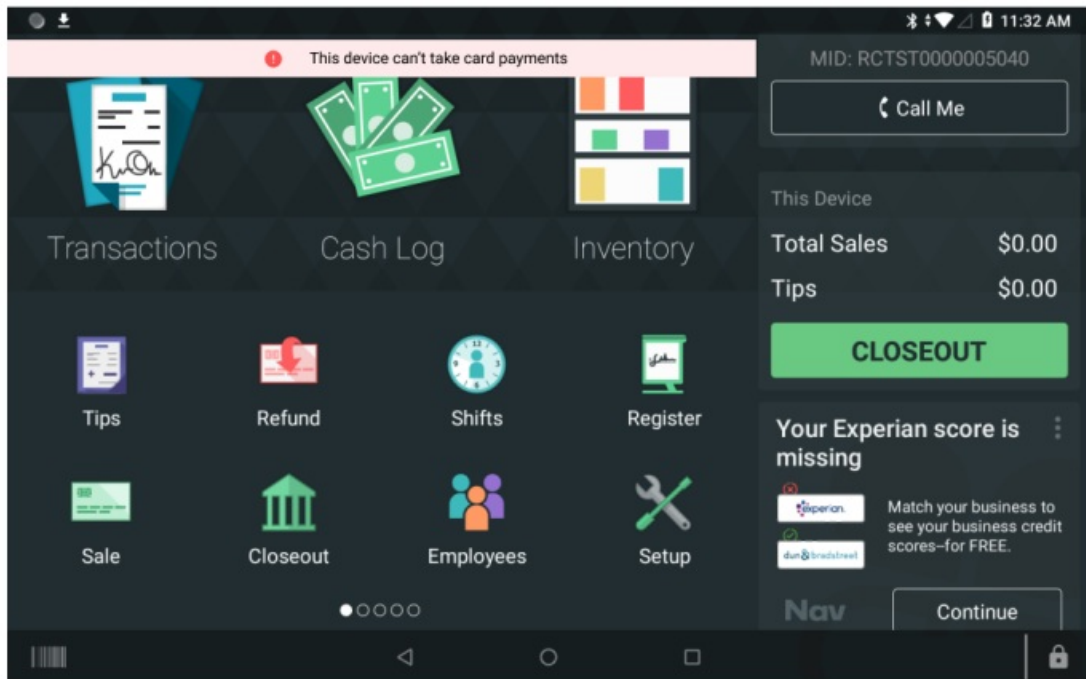 11:32 AM
This device can't take card payments
MID: RCTST0000005040
Call Me
Transactions
Cash Log
Inventory
This Device
Total Sales $0.00
Tips $0.00
CLOSEOUT
Tips
Refund
Shifts
Register
Sale
Closeout
Employees
Setup
Your Experian score is
missing
experian.
dun & bradstreet
Match your business to
see your business credit
scores–for FREE.
Nav
Continue